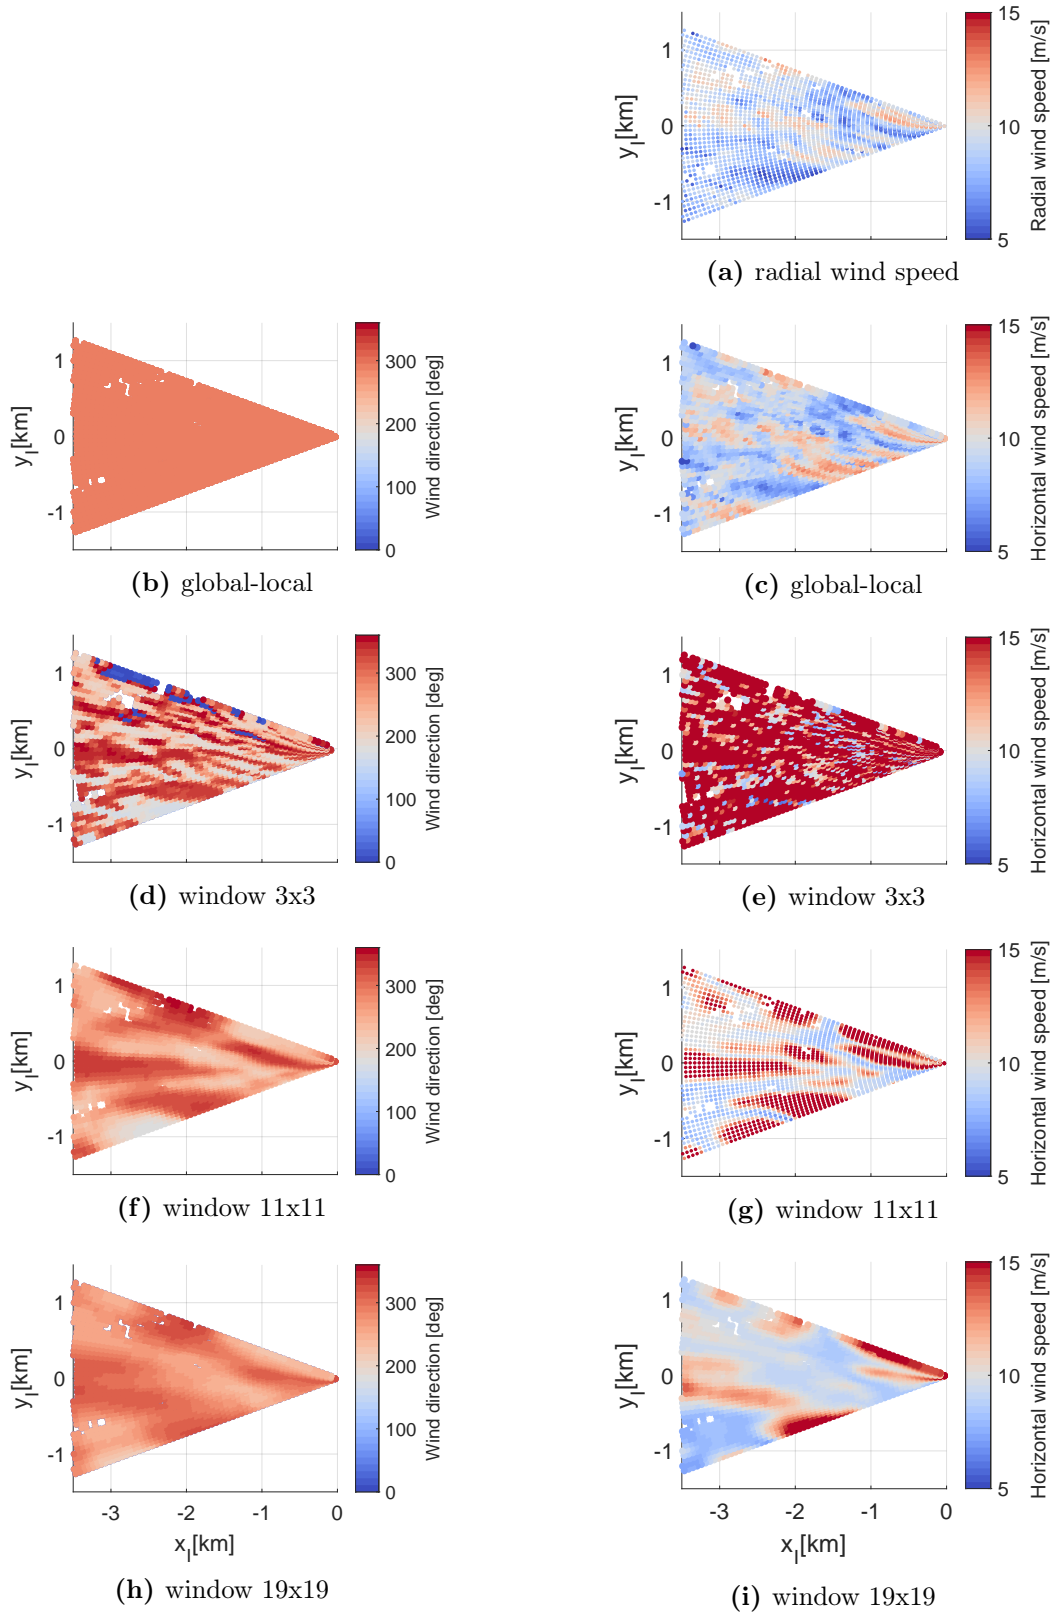 1
0
-1
y_l[km]
15
10
5
Radial wind speed [m/s]
(a) radial wind speed
1
0
-1
y_l[km]
300
200
100
0
Wind direction [deg]
(b) global-local
1
0
-1
y_l[km]
15
10
5
Horizontal wind speed [m/s]
(c) global-local
1
0
-1
y_l[km]
300
200
100
0
Wind direction [deg]
(d) window 3x3
1
0
-1
y_l[km]
15
10
5
Horizontal wind speed [m/s]
(e) window 3x3
1
0
-1
y_l[km]
300
200
100
0
Wind direction [deg]
(f) window 11x11
1
0
-1
y_l[km]
15
10
5
Horizontal wind speed [m/s]
(g) window 11x11
1
0
-1
y_l[km]
-3 -2 -1 0
x_l[km]
300
200
100
0
Wind direction [deg]
(h) window 19x19
1
0
-1
y_l[km]
-3 -2 -1 0
x_l[km]
15
10
5
Horizontal wind speed [m/s]
(i) window 19x19